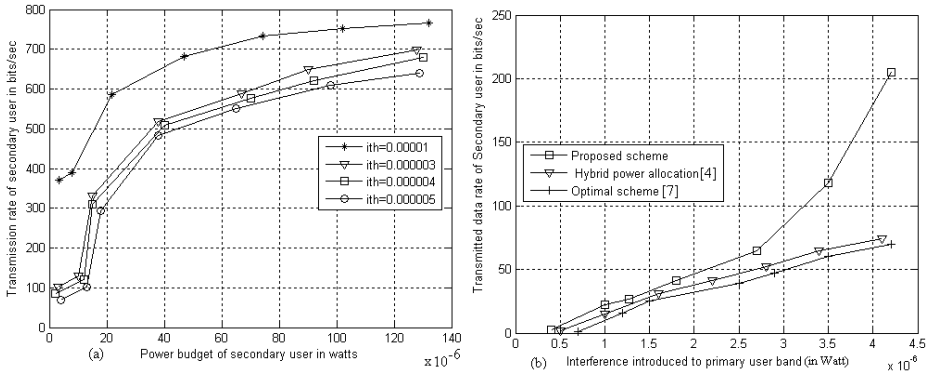 800
700
600
500
400
300
200
100
0
Transmission rate of secondary user in bits/sec
ith=0.00001
ith=0.000003
ith=0.000004
ith=0.000005
0 20 40 60 80 100 120 140
(a)
Power budget of secondary user in watts
x 10^-6
250
200
150
100
50
0
Transmitted data rate of Secondary user in bits/sec
Proposed scheme
Hybrid power allocation[4]
Optimal scheme [7]
0 0.5 1 1.5 2 2.5 3 3.5 4 4.5
(b)
Interference introduced to primary user band (in Watt)
x 10^-6